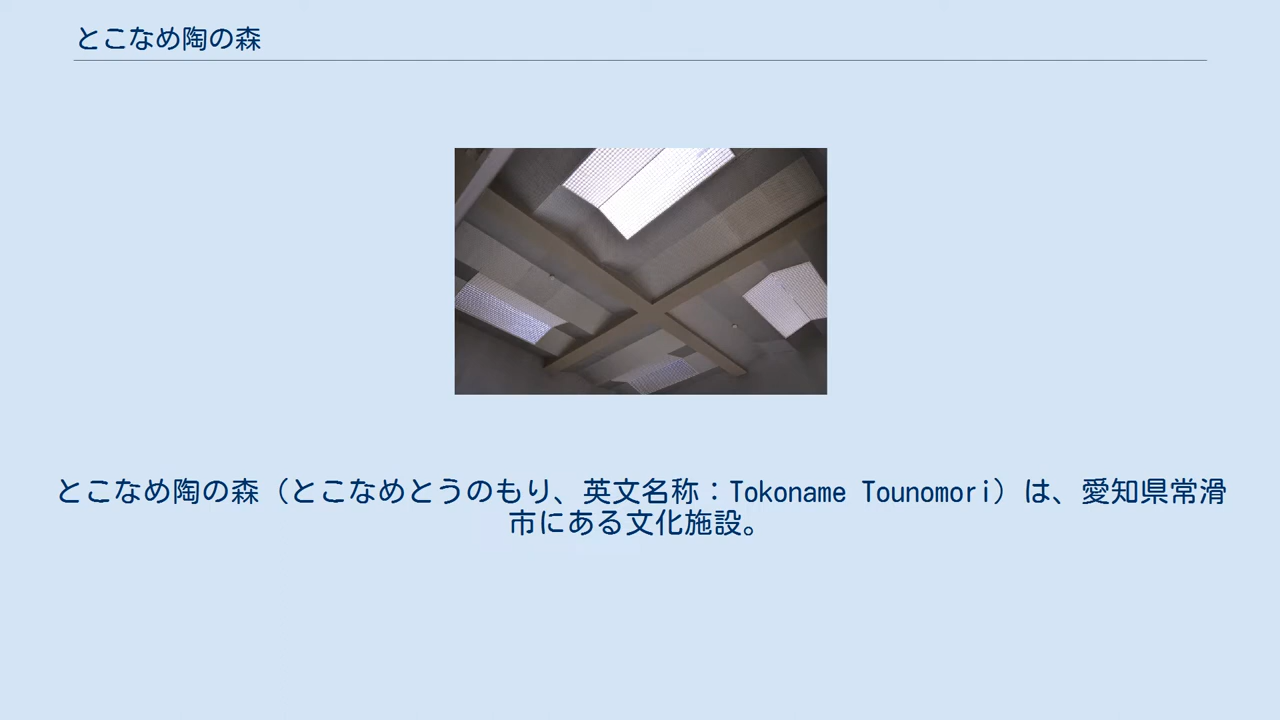 とこなめ陶の森
とこなめ陶の森（とこなめとうのもり、英文名称：Tokoname Tounomori）は、愛知県常滑
市にある文化施設。